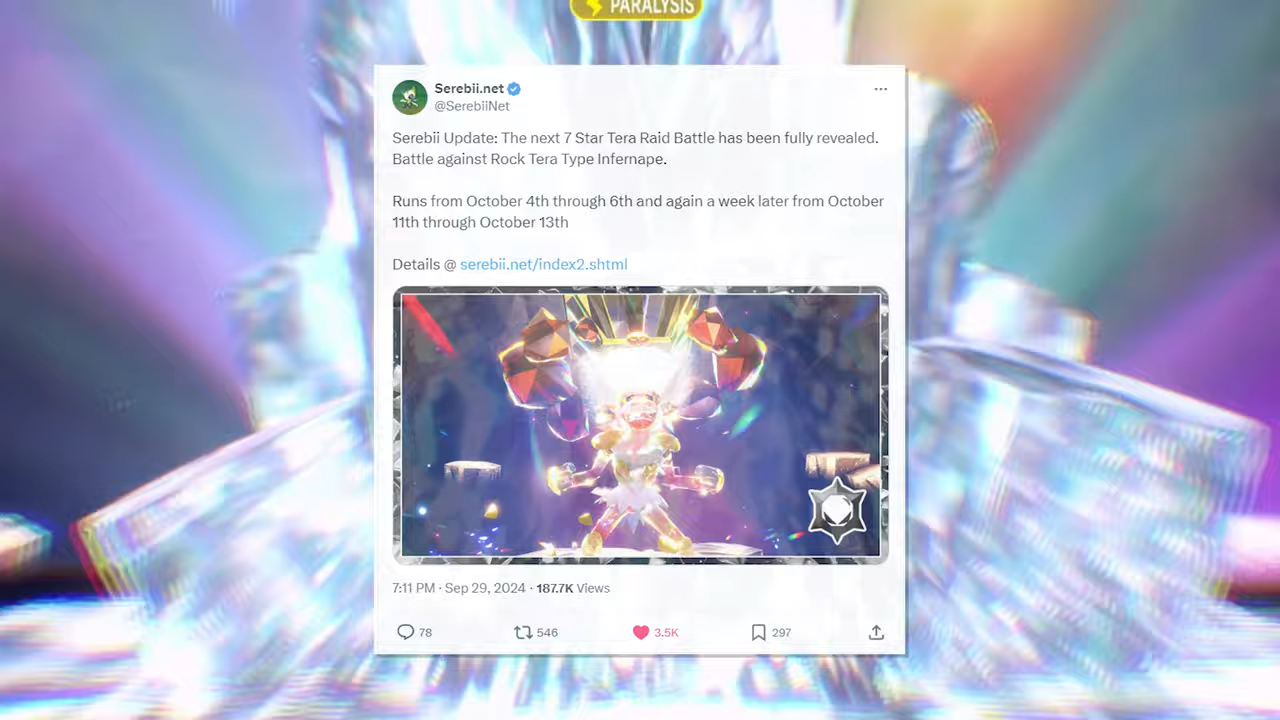 PARALYSIS
Serebii.net
@SerebiiNet
Serebii Update: The next 7 Star Tera Raid Battle has been fully revealed.
Battle against Rock Tera Type Infernape.
Runs from October 4th through 6th and again a week later from October
11th through October 13th
Details @ serebii.net/index2.shtml
7:11 PM · Sep 29, 2024 · 187.7K Views
78 546 3.5K 297